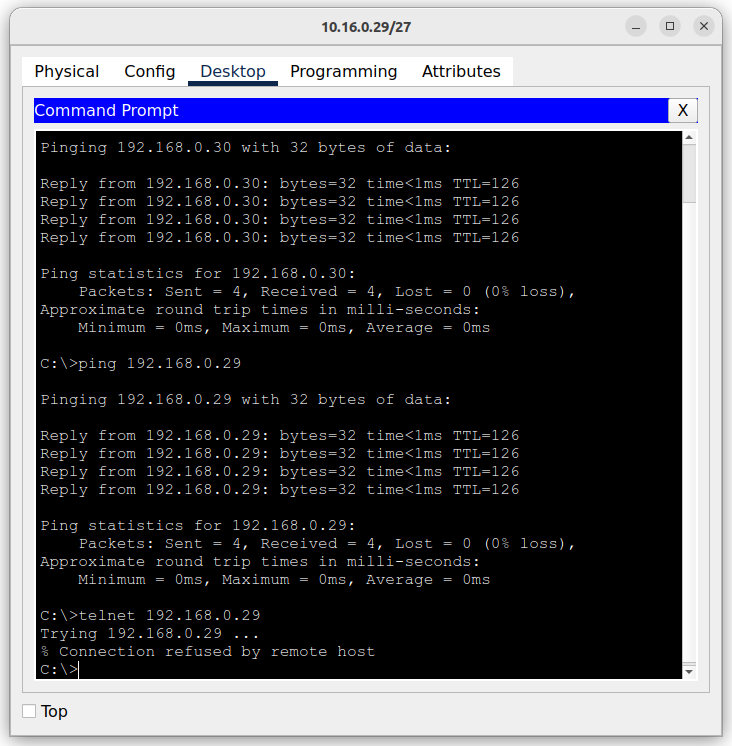 10.16.0.29/27
Physical Config Desktop Programming Attributes
Command Prompt X
Pinging 192.168.0.30 with 32 bytes of data:
Reply from 192.168.0.30: bytes=32 time<1ms TTL=126
Reply from 192.168.0.30: bytes=32 time<1ms TTL=126
Reply from 192.168.0.30: bytes=32 time<1ms TTL=126
Reply from 192.168.0.30: bytes=32 time<1ms TTL=126
Ping statistics for 192.168.0.30:
    Packets: Sent = 4, Received = 4, Lost = 0 (0% loss),
Approximate round trip times in milli-seconds:
    Minimum = 0ms, Maximum = 0ms, Average = 0ms
C:\>ping 192.168.0.29
Pinging 192.168.0.29 with 32 bytes of data:
Reply from 192.168.0.29: bytes=32 time<1ms TTL=126
Reply from 192.168.0.29: bytes=32 time<1ms TTL=126
Reply from 192.168.0.29: bytes=32 time<1ms TTL=126
Reply from 192.168.0.29: bytes=32 time<1ms TTL=126
Ping statistics for 192.168.0.29:
    Packets: Sent = 4, Received = 4, Lost = 0 (0% loss),
Approximate round trip times in milli-seconds:
    Minimum = 0ms, Maximum = 0ms, Average = 0ms
C:\>telnet 192.168.0.29
Trying 192.168.0.29 ...
% Connection refused by remote host
C:\>
Top